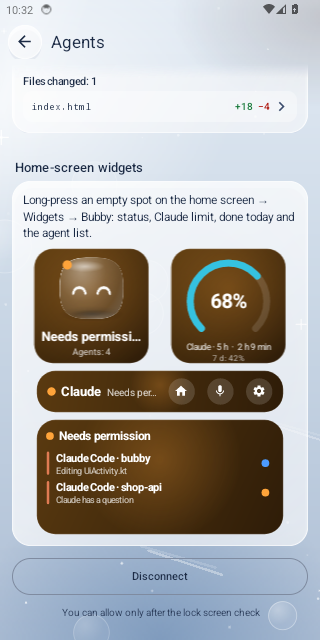 10:32
Agents
Files changed: 1
index.html +18 −4
Home-screen widgets
Long-press an empty spot on the home screen →
Widgets → Bubby: status, Claude limit, done today and
the agent list.
Needs permissi...
Agents: 4
68%
Claude · 5 h · 2 h 9 min
7 d: 42%
Claude Needs per...
Needs permission
Claude Code · bubby
Editing UiActivity.kt
Claude Code · shop-api
Claude has a question
Disconnect
You can allow only after the lock screen check